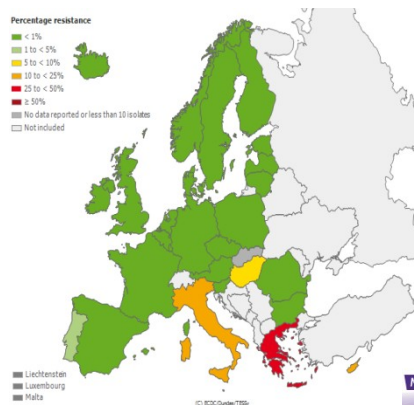 Percentage resistance
< 1%
1 to < 5%
5 to < 10%
10 to < 25%
25 to < 50%
≥ 50%
No data reported or less than 10 isolates
Not included
Liechtenstein
Luxembourg
Malta
(C) ECDC/Dundas/TESSy